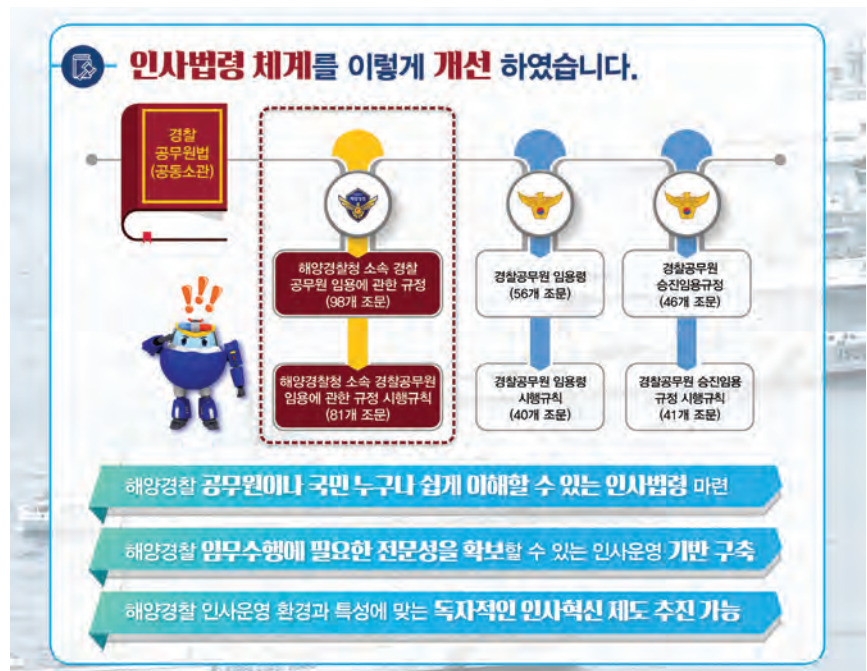 인사법령 체계를 이렇게 개선 하였습니다.
경찰
공무원법
(공동소관)
해양경찰청 소속 경찰
공무원 임용에 관한 규정
(98개 조문)
경찰공무원 임용령
(56개 조문)
경찰공무원
승진임용규정
(46개 조문)
해양경찰청 소속 경찰공무원
임용에 관한 규정 시행규칙
(81개 조문)
경찰공무원 임용령
시행규칙
(40개 조문)
경찰공무원 승진임용
규정 시행규칙
(41개 조문)
해양경찰 공무원이나 국민 누구나 쉽게 이해할 수 있는 인사법령 마련
해양경찰 임무수행에 필요한 전문성을 확보할 수 있는 인사운영 기반 구축
해양경찰 인사운영 환경과 특성에 맞는 독자적인 인사혁신 제도 추진 가능